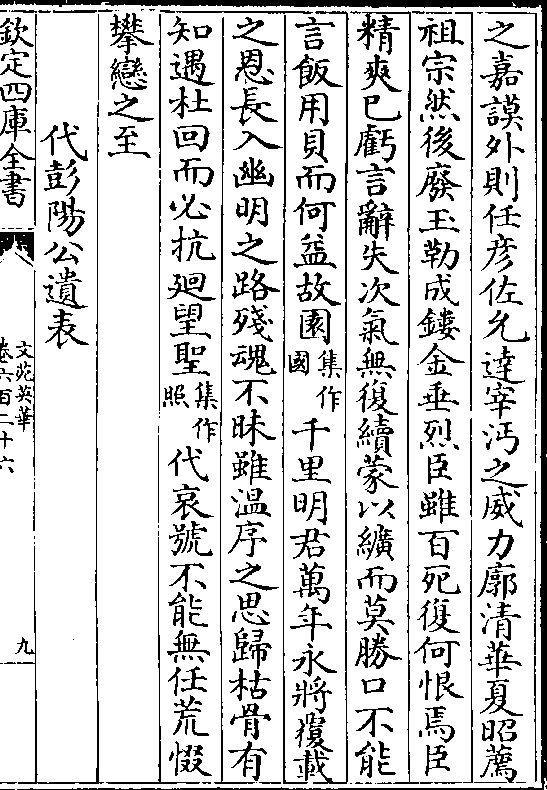 之嘉謨外則任彦佐允逹宰沔之威力廓清華夏昭薦
祖宗然後廢玉勒成鏤金垂烈臣雖百死復何恨焉臣
精爽已虧言辭失次氣無復續蒙以纊而莫勝口不能
言飯用貝而何益故園集作國千里明君萬年永將覆載
之恩長入幽明之路殘魂不昧雖温序之思歸枯骨有
知遇杜回而必抗廻望聖集作照代哀號不能無任荒惙
攀戀之至
代彭陽公遺表
欽定四庫全書
文苑英華
卷六百二十六
九